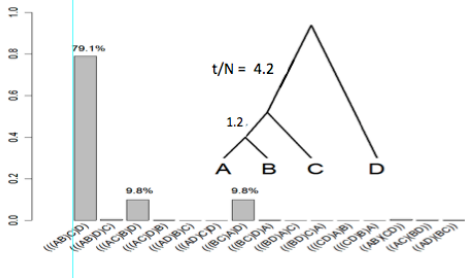 1.0
0.8
0.6
0.4
0.2
0.0
79.1%
9.8%
9.8%
t/N = 4.2
1.2
A B C D
(((AB)C)D)
(((AB)D)C)
(((AC)B)D)
(((AC)D)B)
(((AD)B)C)
(((BC)A)D)
(((BC)D)A)
(((BD)A)C)
(((BD)C)A)
(((CD)A)B)
(((CD)B)A)
((AB)(CD))
((AC)(BD))
((AD)(BC))